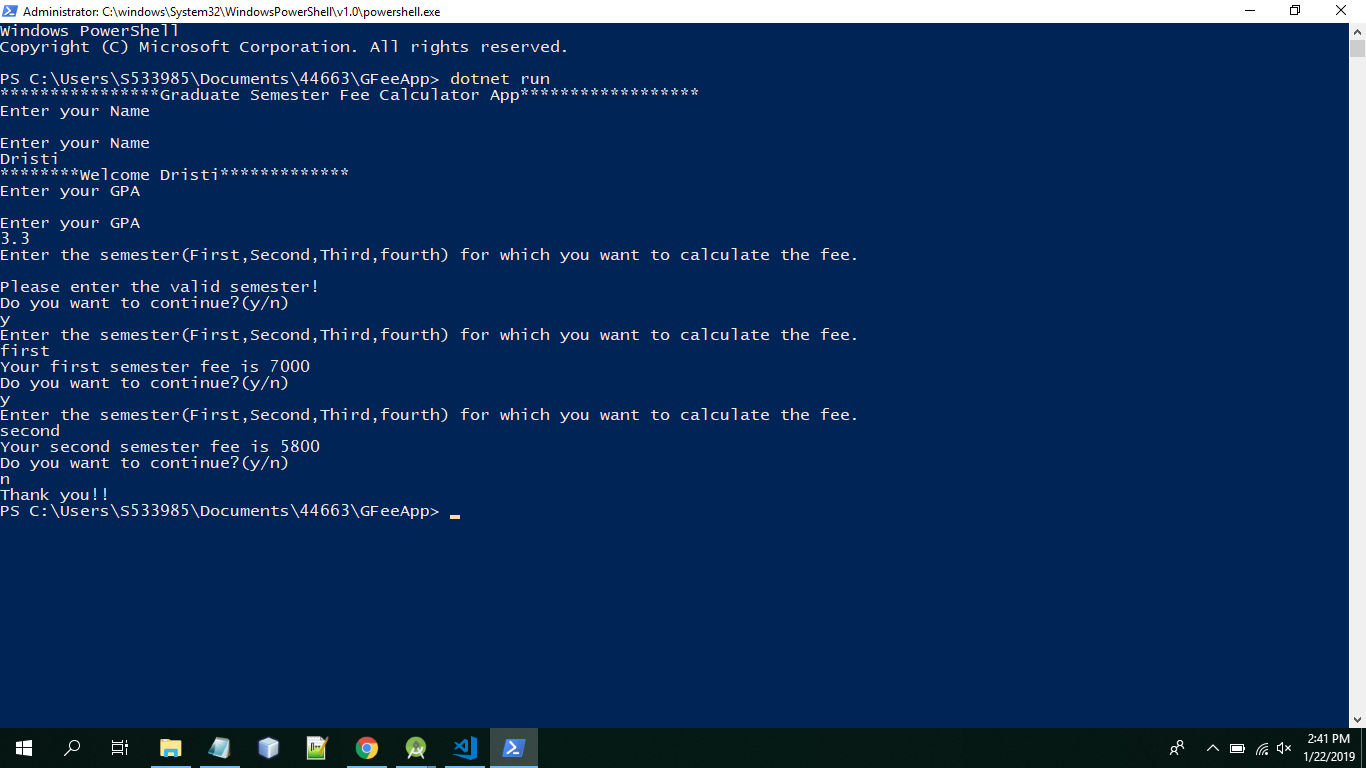 Administrator: C:\windows\System32\WindowsPowerShell\v1.0\powershell.exe
Windows PowerShell
Copyright (C) Microsoft Corporation. All rights reserved.
PS C:\Users\S533985\Documents\44663\GFeeApp> dotnet run
****************Graduate Semester Fee Calculator App******************
Enter your Name
Enter your Name
Dristi
********Welcome Dristi*************
Enter your GPA
Enter your GPA
3.3
Enter the semester(First,Second,Third,fourth) for which you want to calculate the fee.
Please enter the valid semester!
Do you want to continue?(y/n)
y
Enter the semester(First,Second,Third,fourth) for which you want to calculate the fee.
first
Your first semester fee is 7000
Do you want to continue?(y/n)
y
Enter the semester(First,Second,Third,fourth) for which you want to calculate the fee.
second
Your second semester fee is 5800
Do you want to continue?(y/n)
n
Thank you!!
PS C:\Users\S533985\Documents\44663\GFeeApp>
2:41 PM
1/22/2019